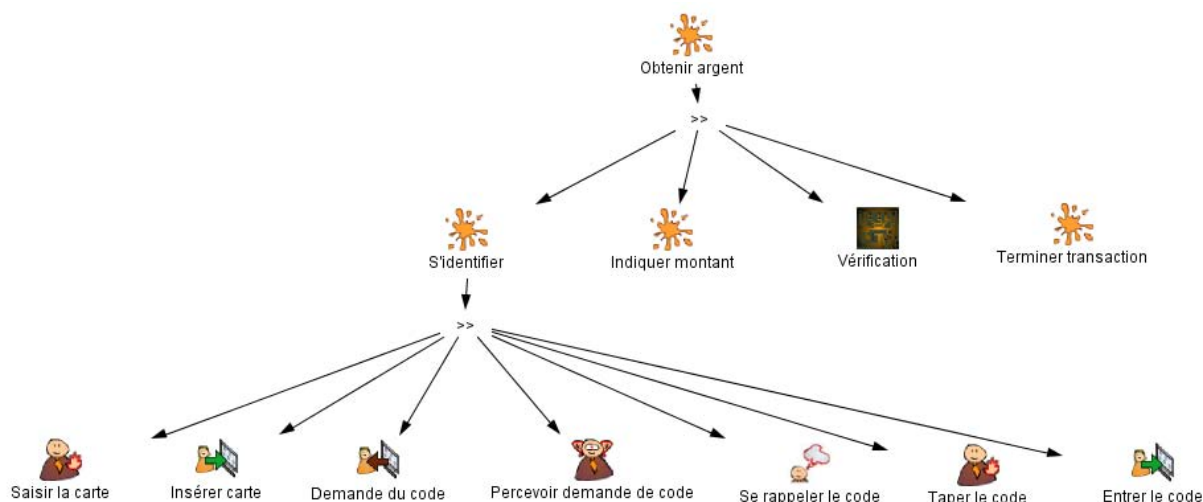 Obtenir argent
>>
S'identifier
Indiquer montant
Vérification
Terminer transaction
>>
Saisir la carte
Insérer carte
Demande du code
Percevoir demande de code
Se rappeler le code
Taper le code
Entrer le code